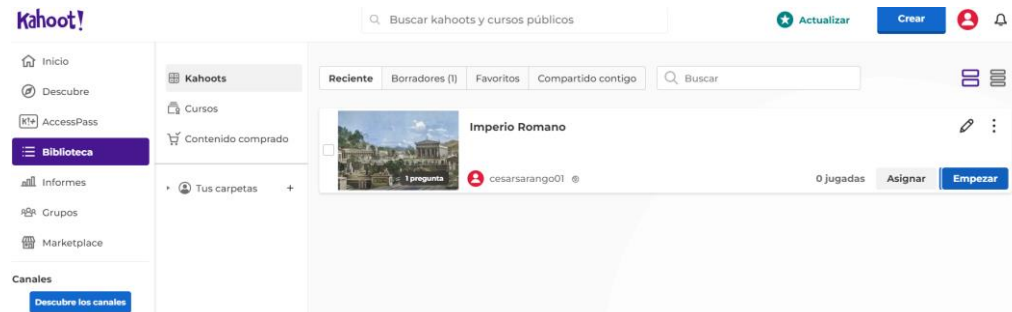 Kahoot!
Buscar kahoots y cursos públicos
Actualizar
Crear
Inicio
Descubre
K!+ AccessPass
Biblioteca
Informes
Grupos
Marketplace
Canales
Descubre los canales
Kahoots
Cursos
Contenido comprado
Tus carpetas +
Reciente Borradores (1) Favoritos Compartido contigo Buscar
Imperio Romano
1 pregunta
cesarsarango01
0 jugadas Asignar Empezar